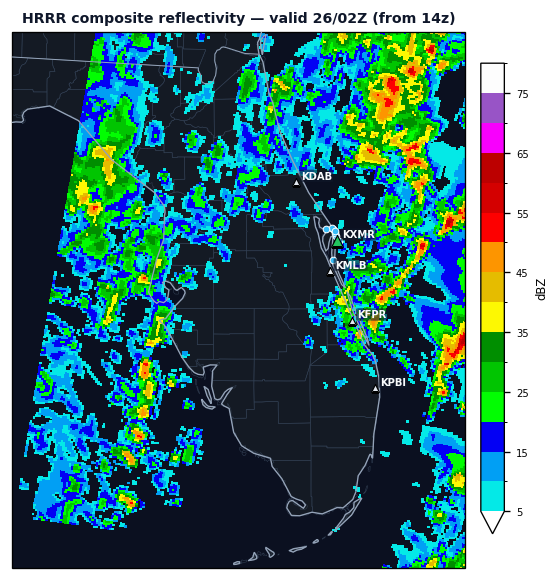 HRRR composite reflectivity — valid 26/02Z (from 14z)
KDAB
KXMR
KMLB
KFPR
KPBI
75
65
55
45
35
25
15
5
dBZ